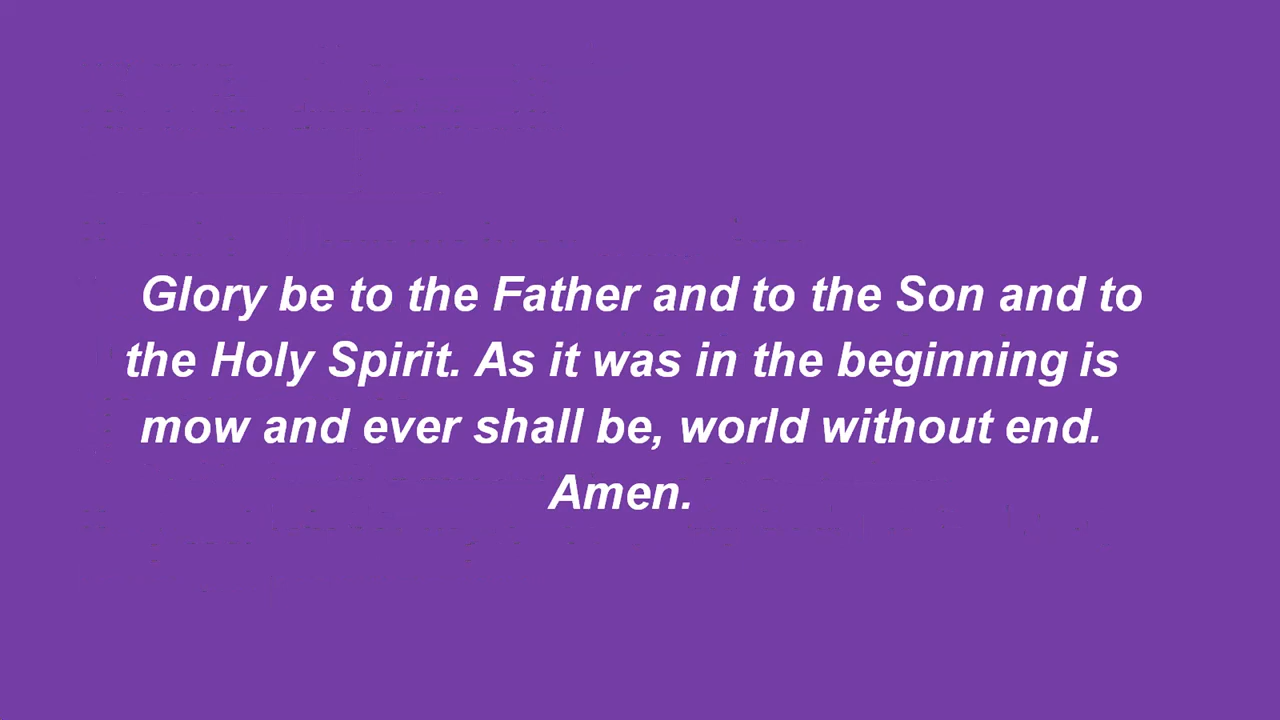 Glory be to the Father and to the Son and to
the Holy Spirit. As it was in the beginning is
mow and ever shall be, world without end.
Amen.